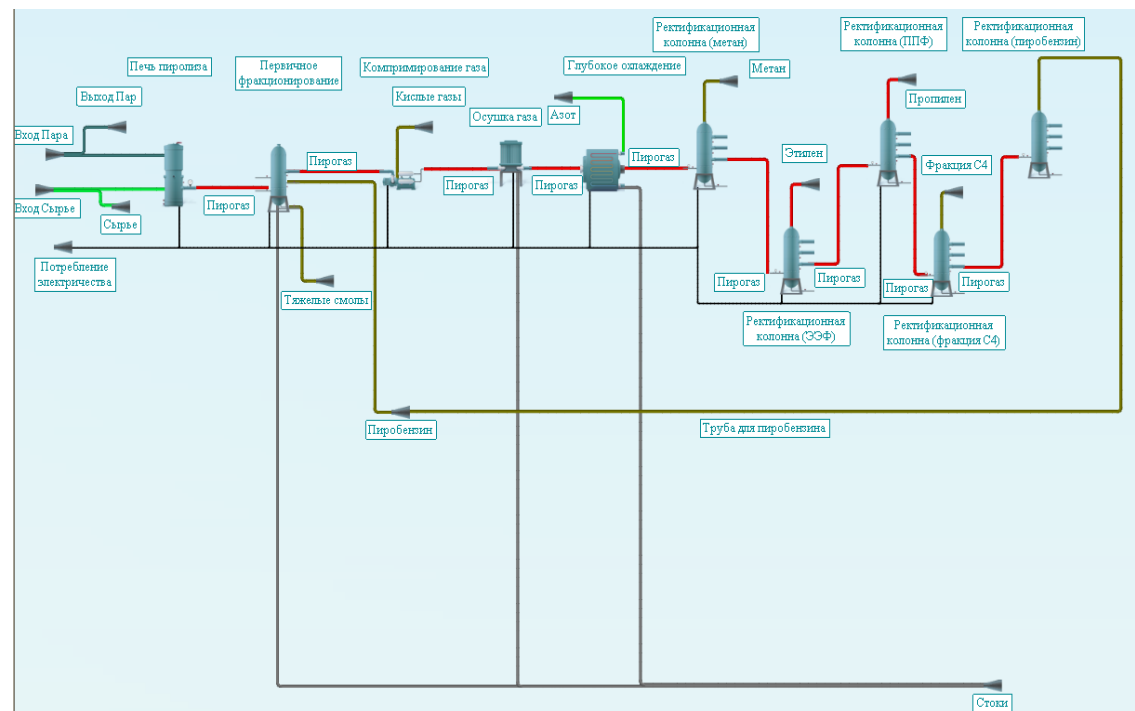 Ректификационная
колонна (метан)
Ректификационная
колонна (ППФ)
Ректификационная
колонна (пиробензин)
Печь пиролиза
Первичное
фракционирование
Компримирование газа
Глубокое охлаждение
Метан
Выход Пар
Кислые газы
Осушка газа
Азот
Пропилен
Вход Пара
Пирогаз
Пирогаз
Этилен
Фракция С4
Пирогаз
Пирогаз
Пирогаз
Вход Сырье
Сырье
Потребление
электричества
Тяжелые смолы
Пирогаз
Пирогаз
Пирогаз
Пирогаз
Ректификационная
колонна (ЭЭФ)
Ректификационная
колонна (фракция С4)
Пиробензин
Труба для пиробензина
Стоки